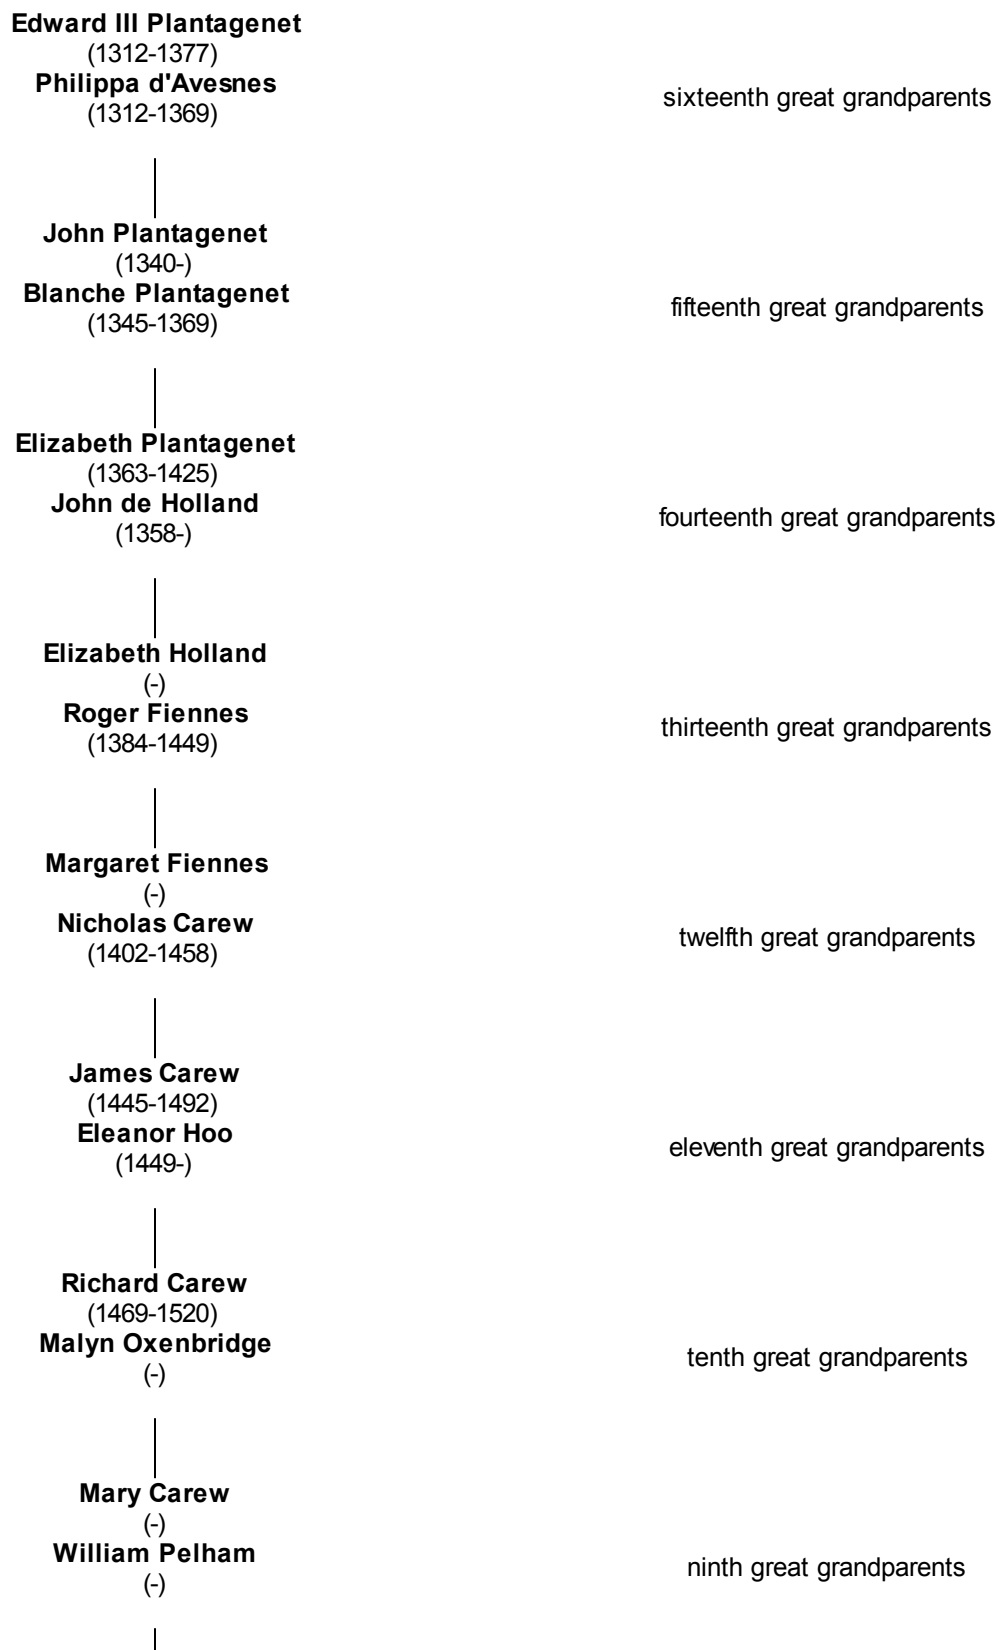 Edward III Plantagenet
(1312-1377)
Philippa d'Avesnes
(1312-1369)
sixteenth great grandparents
John Plantagenet
(1340-)
Blanche Plantagenet
(1345-1369)
fifteenth great grandparents
Elizabeth Plantagenet
(1363-1425)
John de Holland
(1358-)
fourteenth great grandparents
Elizabeth Holland
(-)
Roger Fiennes
(1384-1449)
thirteenth great grandparents
Margaret Fiennes
(-)
Nicholas Carew
(1402-1458)
twelfth great grandparents
James Carew
(1445-1492)
Eleanor Hoo
(1449-)
eleventh great grandparents
Richard Carew
(1469-1520)
Malyn Oxenbridge
(-)
tenth great grandparents
Mary Carew
(-)
William Pelham
(-)
ninth great grandparents